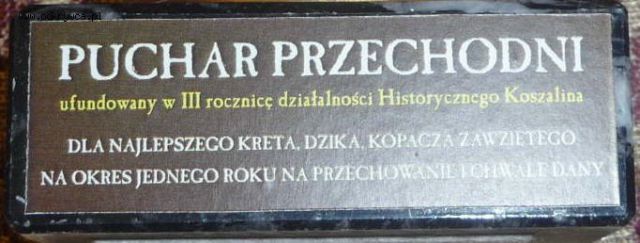 PUCHAR PRZECHODNI
ufundowany w III rocznicę działalności Historycznego Koszalina
DLA NAJLEPSZEGO KRETA, DZIKA, KOPACZA ZAWZIĘTEGO
NA OKRES JEDNEGO ROKU NA PRZECHOWANIE I CHWAŁĘ DANY